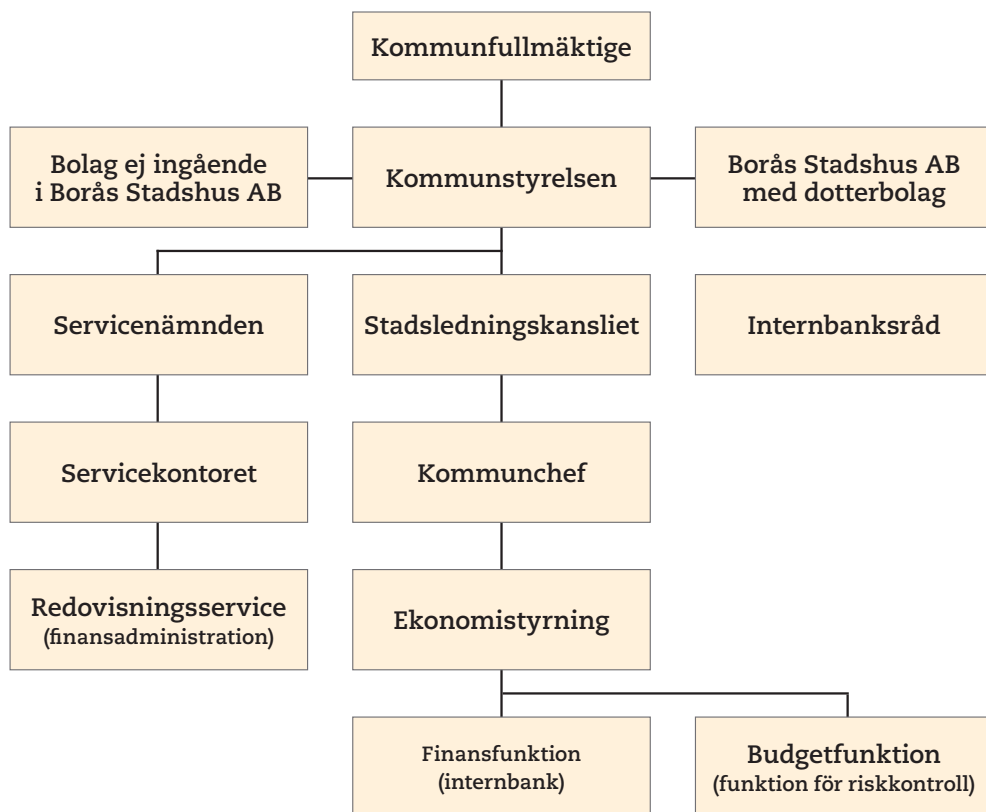 Kommunfullmäktige
Bolag ej ingående
i Borås Stadshus AB
Kommunstyrelsen
Borås Stadshus AB
med dotterbolag
Servicenämnden
Stadsledningskansliet
Internbanksråd
Servicekontoret
Kommunchef
Redovisningsservice
(finansadministration)
Ekonomistyrning
Finansfunktion
(internbank)
Budgetfunktion
(funktion för riskkontroll)